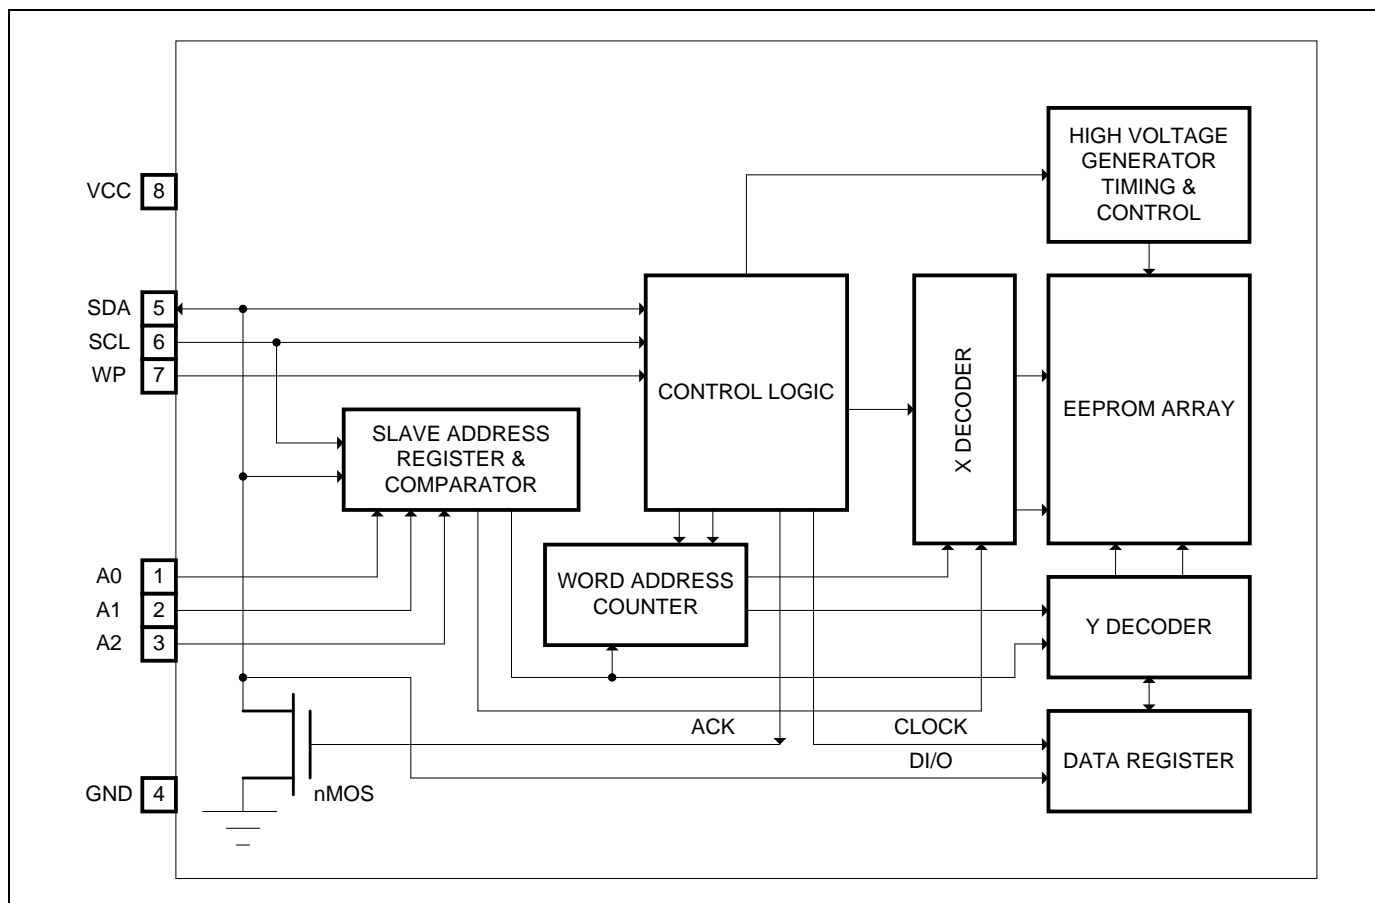 HIGH VOLTAGE
GENERATOR
TIMING &
CONTROL
VCC 8
SDA 5
SCL 6
WP 7
CONTROL LOGIC
X DECODER
EEPROM ARRAY
SLAVE ADDRESS
REGISTER &
COMPARATOR
A0 1
A1 2
A2 3
WORD ADDRESS
COUNTER
Y DECODER
ACK
CLOCK
DI/O
DATA REGISTER
GND 4
nMOS